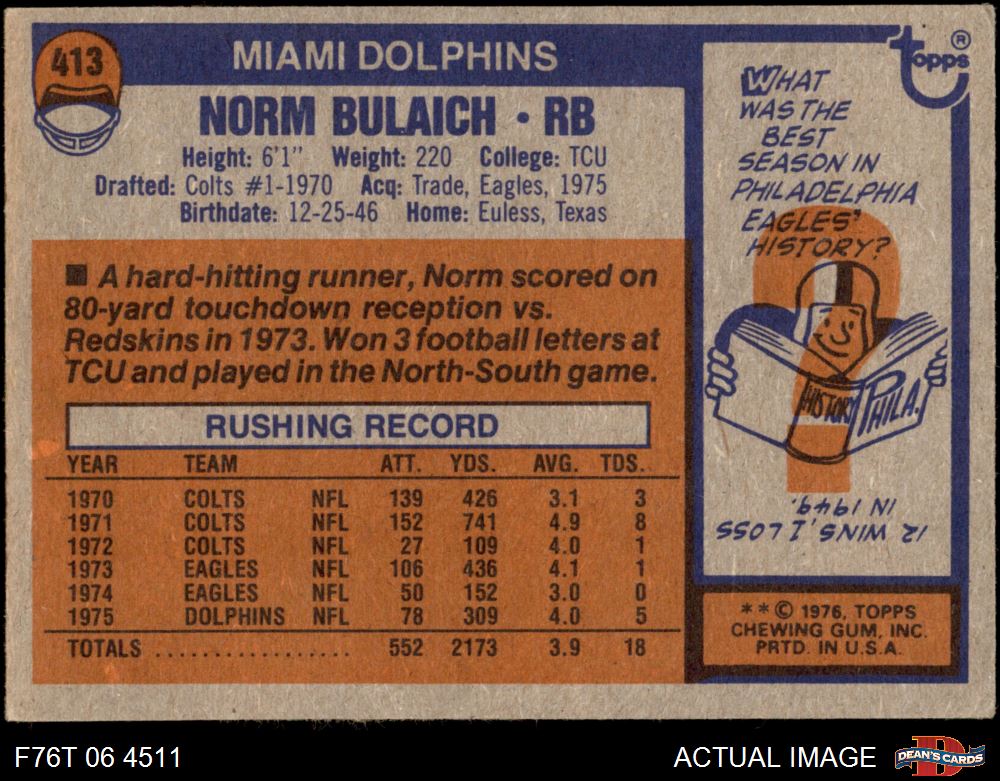 413
MIAMI DOLPHINS
NORM BULAICH • RB
Height: 6'1" Weight: 220 College: TCU
Drafted: Colts #1-1970 Acq: Trade, Eagles, 1975
Birthdate: 12-25-46 Home: Euless, Texas
■ A hard-hitting runner, Norm scored on
80-yard touchdown reception vs.
Redskins in 1973. Won 3 football letters at
TCU and played in the North-South game.
RUSHING RECORD
YEAR TEAM ATT. YDS. AVG. TDS.
1970 COLTS NFL 139 426 3.1 3
1971 COLTS NFL 152 741 4.9 8
1972 COLTS NFL 27 109 4.0 1
1973 EAGLES NFL 106 436 4.1 1
1974 EAGLES NFL 50 152 3.0 0
1975 DOLPHINS NFL 78 309 4.0 5
TOTALS ................. 552 2173 3.9 18
Topps ®
WHAT
WAS THE
BEST
SEASON IN
PHILADELPHIA
EAGLES'
HISTORY?
?
HISTORY PHILA.
12 WINS, 1 LOSS
IN 1949.
** © 1976, TOPPS
CHEWING GUM, INC.
PRTD. IN U.S.A.
F76T 06 4511
ACTUAL IMAGE
D
DEAN'S CARDS